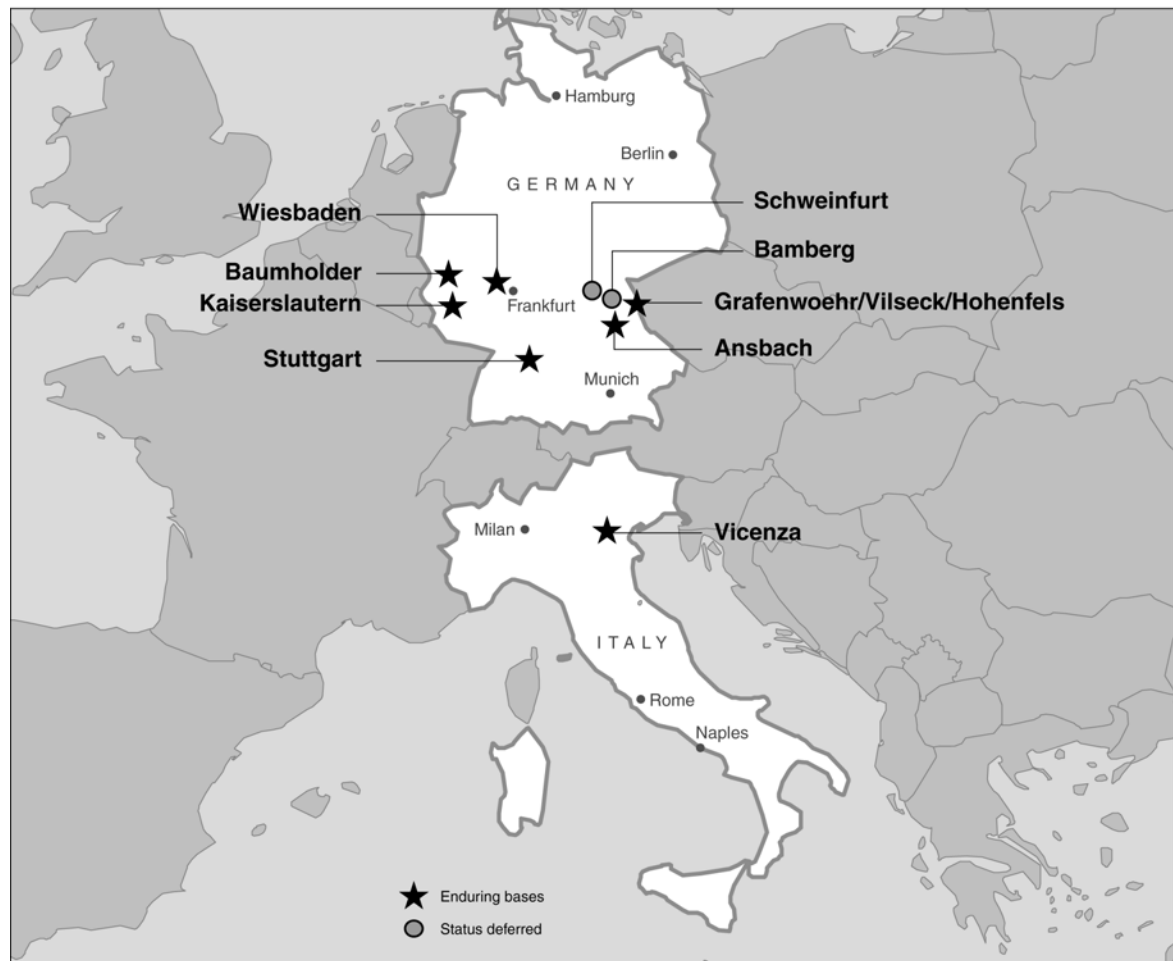 Hamburg
Berlin
GERMANY
Wiesbaden
Schweinfurt
Bamberg
Baumholder
Kaiserslautern
Frankfurt
Grafenwoehr/Vilseck/Hohenfels
Stuttgart
Ansbach
Munich
Milan
Vicenza
ITALY
Rome
Naples
Enduring bases
Status deferred